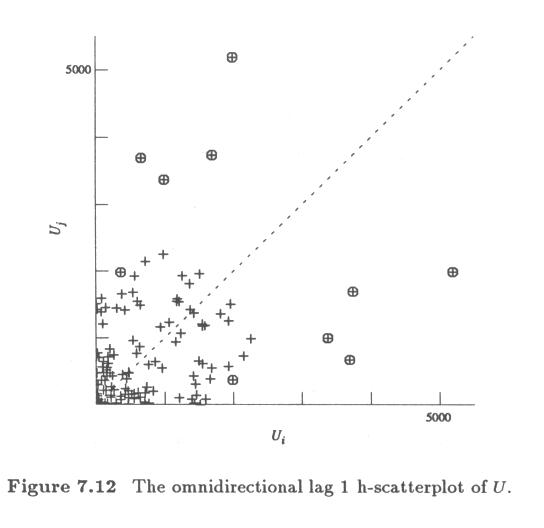 5000
U_j
5000
U_i
Figure 7.12 The omnidirectional lag 1 h-scatterplot of U.